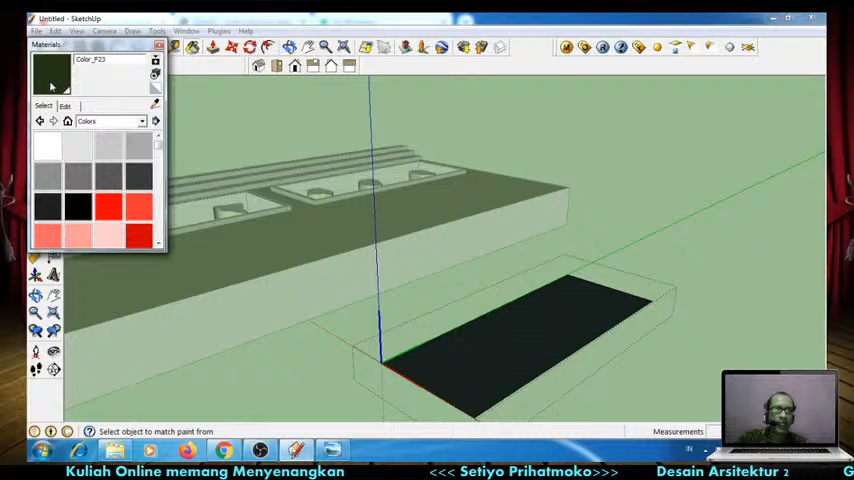 Untitled - SketchUp
File Edit View Camera Draw Tools Window Plugins Help
Materials
Color_F23
Select Edit
Colors
Select object to match paint from
Measurements
IN
Kuliah Online memang Menyenangkan <<< Setiyo Prihatmoko>>> Desain Arsitektur 2 G